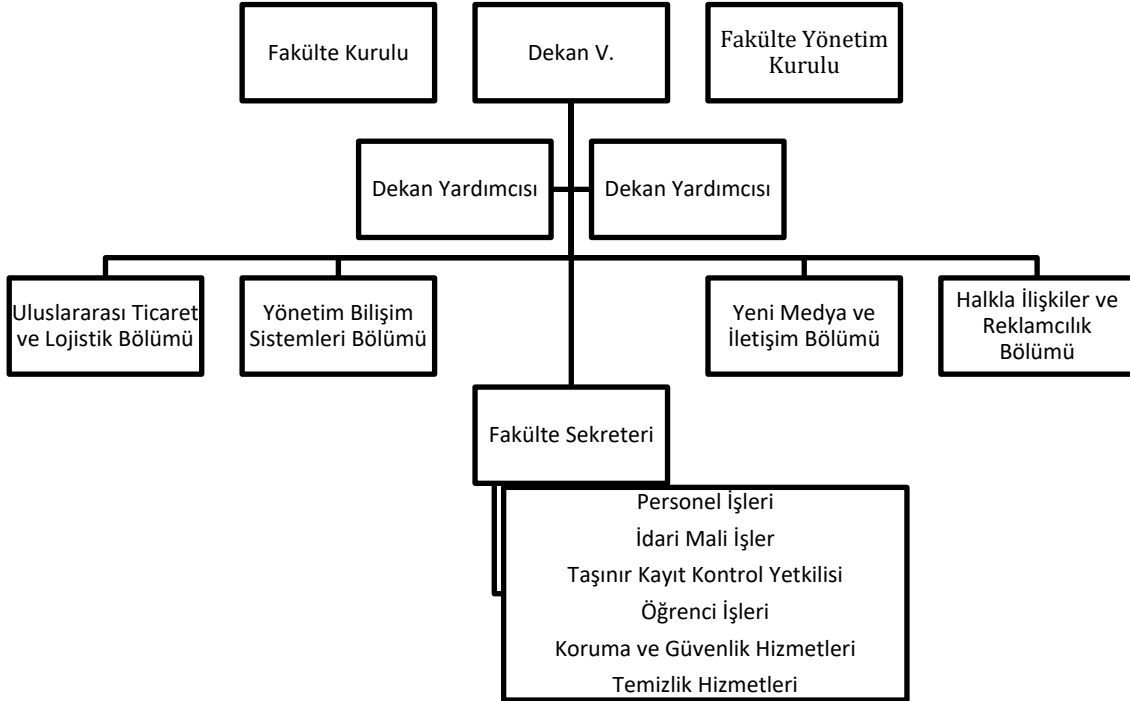 Fakülte Kurulu
Dekan V.
Fakülte Yönetim
Kurulu
Dekan Yardımcısı
Dekan Yardımcısı
Uluslararası Ticaret
ve Lojistik Bölümü
Yönetim Bilişim
Sistemleri Bölümü
Yeni Medya ve
İletişim Bölümü
Halkla İlişkiler ve
Reklamcılık
Bölümü
Fakülte Sekreteri
Personel İşleri
İdari Mali İşler
Taşınır Kayıt Kontrol Yetkilisi
Öğrenci İşleri
Koruma ve Güvenlik Hizmetleri
Temizlik Hizmetleri